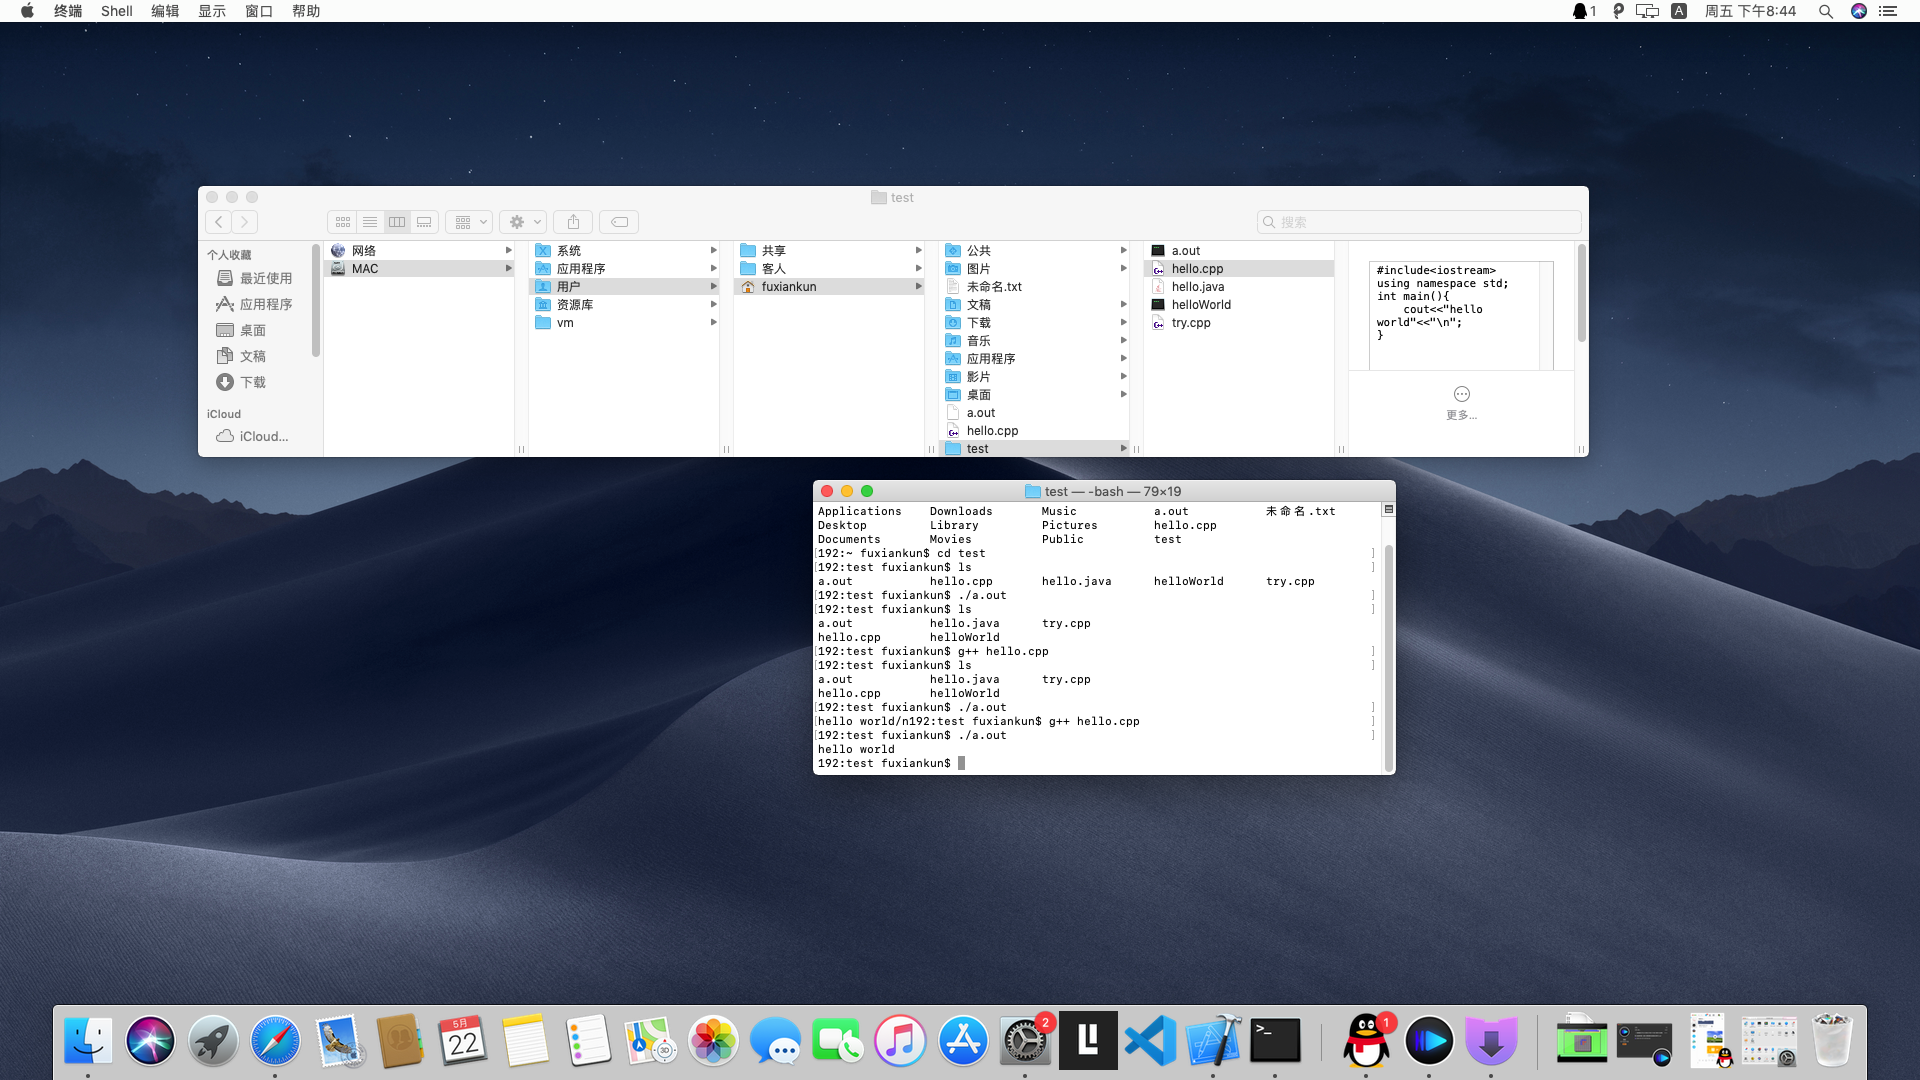 终端 Shell 编辑 显示 窗口 帮助 1 A 周五 下午8:44
test
搜索
个人收藏
最近使用
应用程序
桌面
文稿
下载
iCloud
iCloud...
网络
MAC
系统
应用程序
用户
资源库
vm
共享
客人
fuxiankun
公共
图片
未命名.txt
文稿
下载
音乐
应用程序
影片
桌面
a.out
hello.cpp
test
a.out
hello.cpp
hello.java
helloWorld
try.cpp
#include<iostream>
using namespace std;
int main(){
cout<<"hello
world"<<"\n";
}
更多...
test — -bash — 79×19
Applications Downloads Music a.out 未命名.txt
Desktop Library Pictures hello.cpp
Documents Movies Public test
[192:~ fuxiankun$ cd test ]
[192:test fuxiankun$ ls ]
a.out hello.cpp hello.java helloWorld try.cpp
[192:test fuxiankun$ ./a.out ]
[192:test fuxiankun$ ls ]
a.out hello.java try.cpp
hello.cpp helloWorld
[192:test fuxiankun$ g++ hello.cpp ]
[192:test fuxiankun$ ls ]
a.out hello.java try.cpp
hello.cpp helloWorld
[192:test fuxiankun$ ./a.out ]
[hello world/n192:test fuxiankun$ g++ hello.cpp ]
[192:test fuxiankun$ ./a.out ]
hello world
192:test fuxiankun$
5月
22
3D
2
>_
1